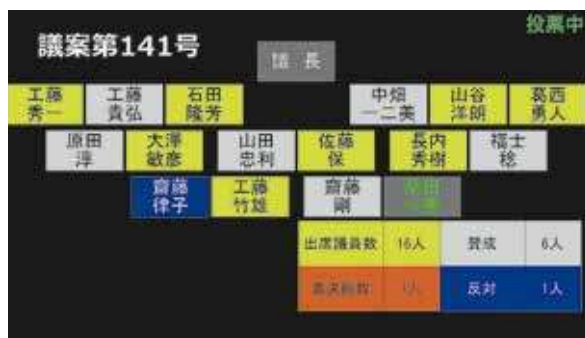 投票中
議案第141号
議 長
工藤 秀一
工藤 貴弘
石田 隆芳
中畑 一二美
山谷 洋朗
葛西 勇人
原田 淳
大澤 敏彦
山田 忠利
佐藤 保
長内 秀樹
福士 稔
齋藤 律子
工藤 竹雄
齋藤 剛
出席議員数 16人 賛成 6人
反対 1人